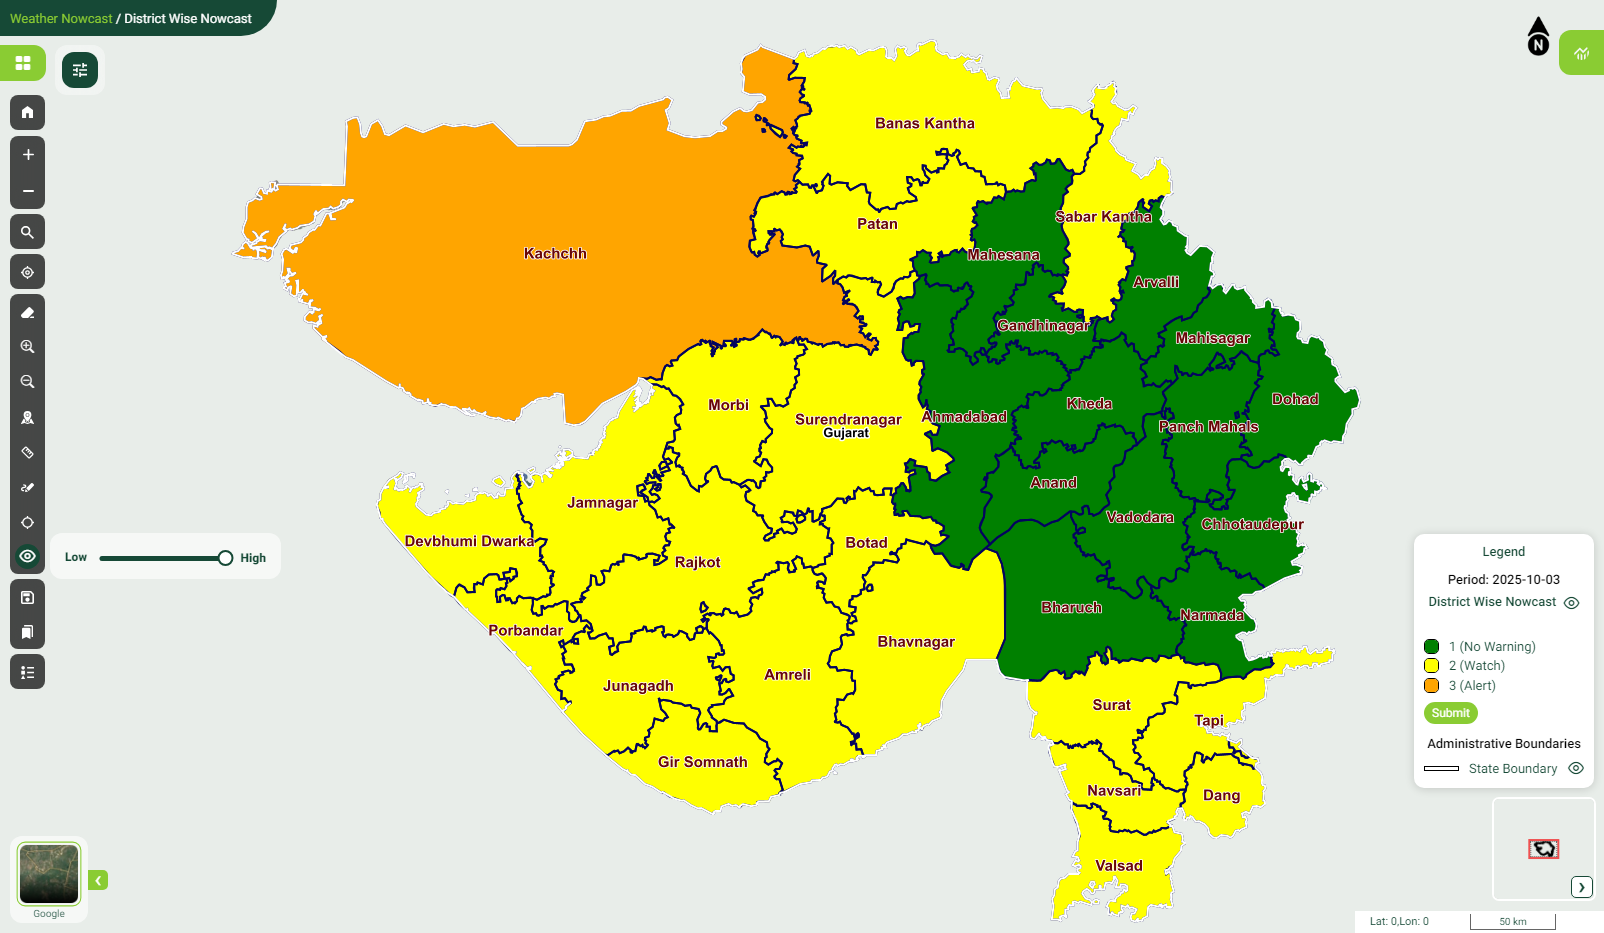 Weather Nowcast / District Wise Nowcast
N
Banas Kantha
Patan
Sabar Kantha
Kachchh
Mahesana
Arvalli
Gandhinagar
Mahisagar
Morbi
Surendranagar
Gujarat
Ahmadabad
Kheda
Dohad
Panch Mahals
Anand
Jamnagar
Vadodara
Chhotaudepur
Devbhumi Dwarka
Botad
Rajkot
Low
High
Bharuch
Narmada
Porbandar
Bhavnagar
Junagadh
Amreli
Surat
Tapi
Gir Somnath
Navsari
Dang
Valsad
Legend
Period: 2025-10-03
District Wise Nowcast
1 (No Warning)
2 (Watch)
3 (Alert)
Submit
Administrative Boundaries
State Boundary
Google
Lat: 0,Lon: 0
50 km